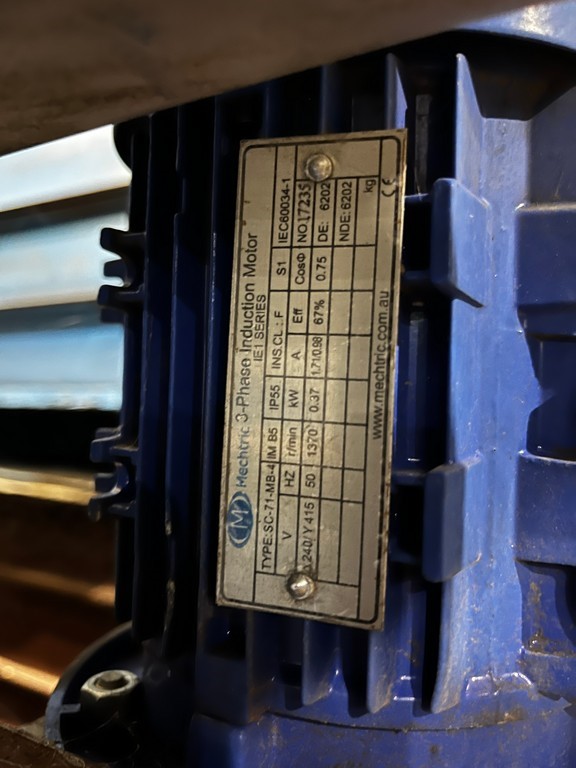 M Mechtric 3-Phase Induction Motor
IE1 SERIES
TYPE:SC-71-MB-4 IM B5 IP55 INS.CL : F S1 IEC60034-1
V HZ r/min kW A Eff CosΦ NO.17235
240/Y 415 50 1370 0.37 1.71/0.98 67% 0.75 DE: 6202
NDE: 6202
kg
www.mechtric.com.au CE